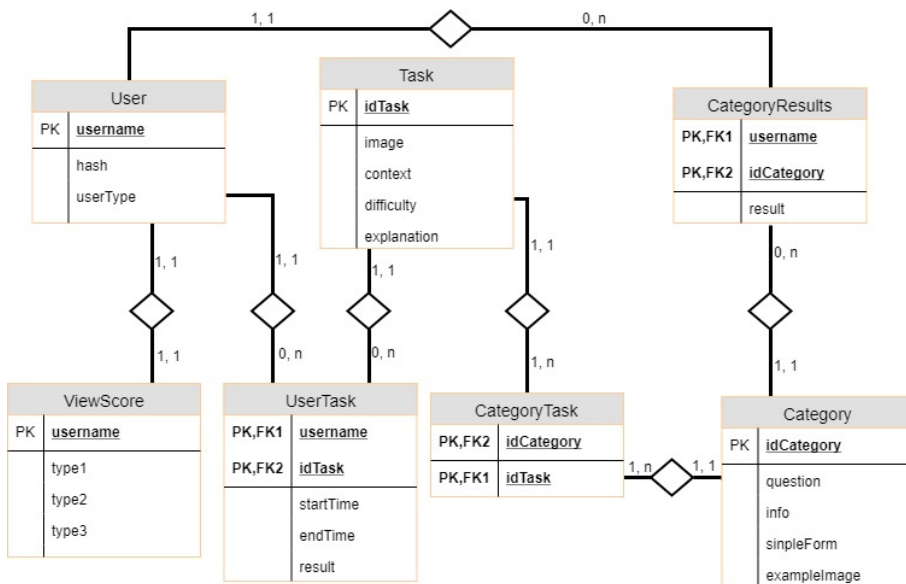 1, 1
0, n
User
PK username
hash
userType
Task
PK idTask
image
context
difficulty
explanation
CategoryResults
PK,FK1 username
PK,FK2 idCategory
result
1, 1
1, 1
1, 1
1, 1
0, n
1, 1
0, n
0, n
1, n
1, 1
ViewScore
PK username
type1
type2
type3
UserTask
PK,FK1 username
PK,FK2 idTask
startTime
endTime
result
CategoryTask
PK,FK2 idCategory
PK,FK1 idTask
1, n
1, 1
Category
PK idCategory
question
info
sinpleForm
exampleImage